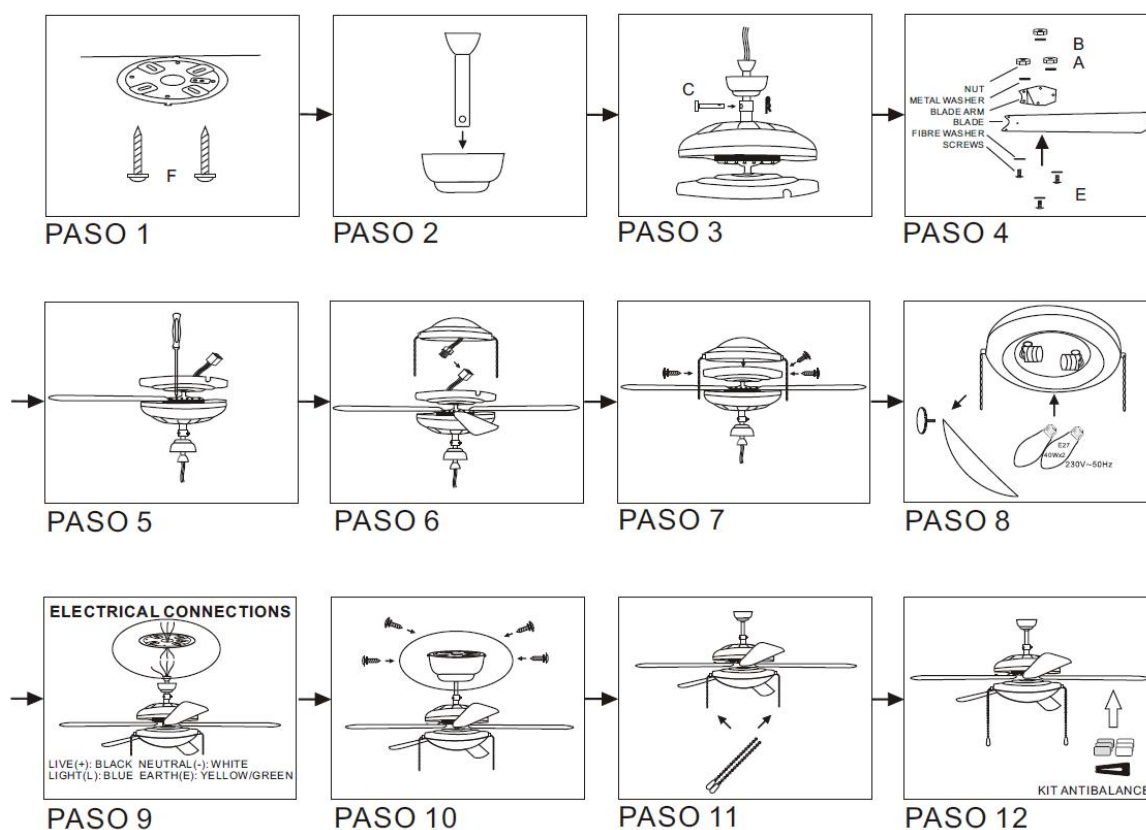 F
PASO 1
PASO 2
C
PASO 3
B
A
NUT
METAL WASHER
BLADE ARM
BLADE
FIBRE WASHER
SCREWS
E
PASO 4
PASO 5
PASO 6
PASO 7
E27
40Wx2
230V~50Hz
PASO 8
ELECTRICAL CONNECTIONS
LIVE(+): BLACK NEUTRAL(-): WHITE
LIGHT(L): BLUE EARTH(E): YELLOW/GREEN
PASO 9
PASO 10
PASO 11
KIT ANTIBALANCE
PASO 12